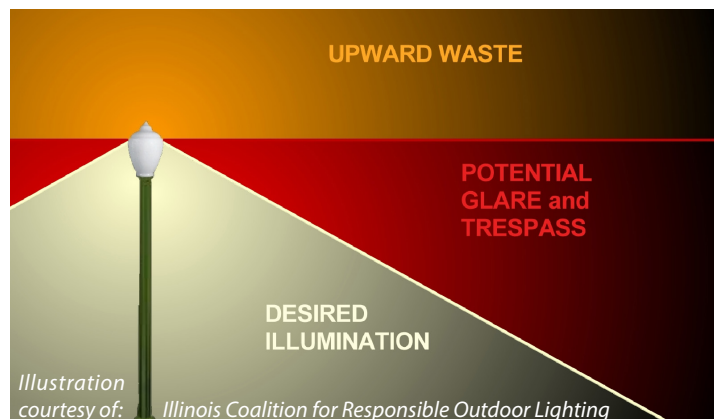 UPWARD WASTE
POTENTIAL
GLARE and
TRESPASS
DESIRED
ILLUMINATION
Illustration
courtesy of: Illinois Coalition for Responsible Outdoor Lighting